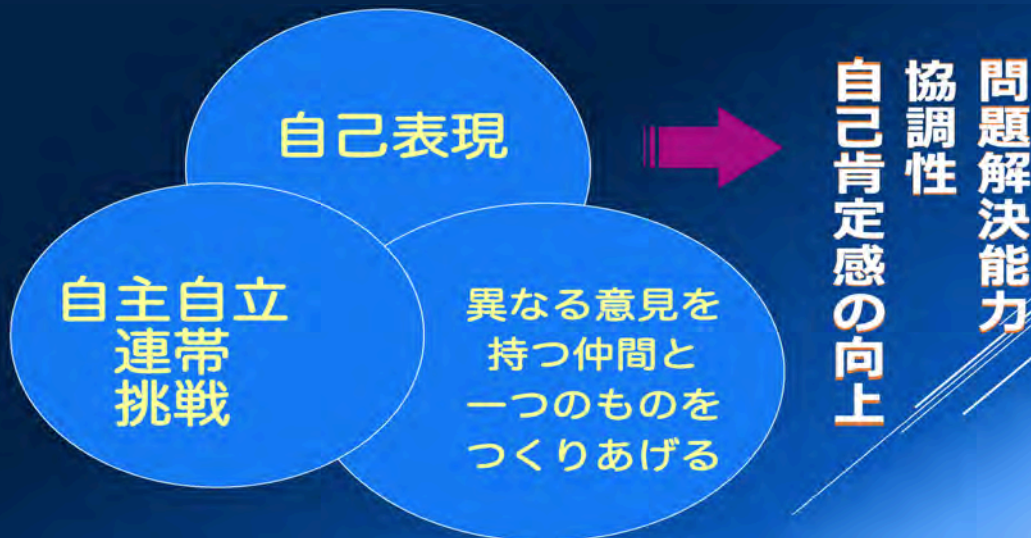 自己表現
自主自立
連帯
挑戦
異なる意見を
持つ仲間と
一つのものを
つくりあげる
問題解決能力
協調性
自己肯定感の向上